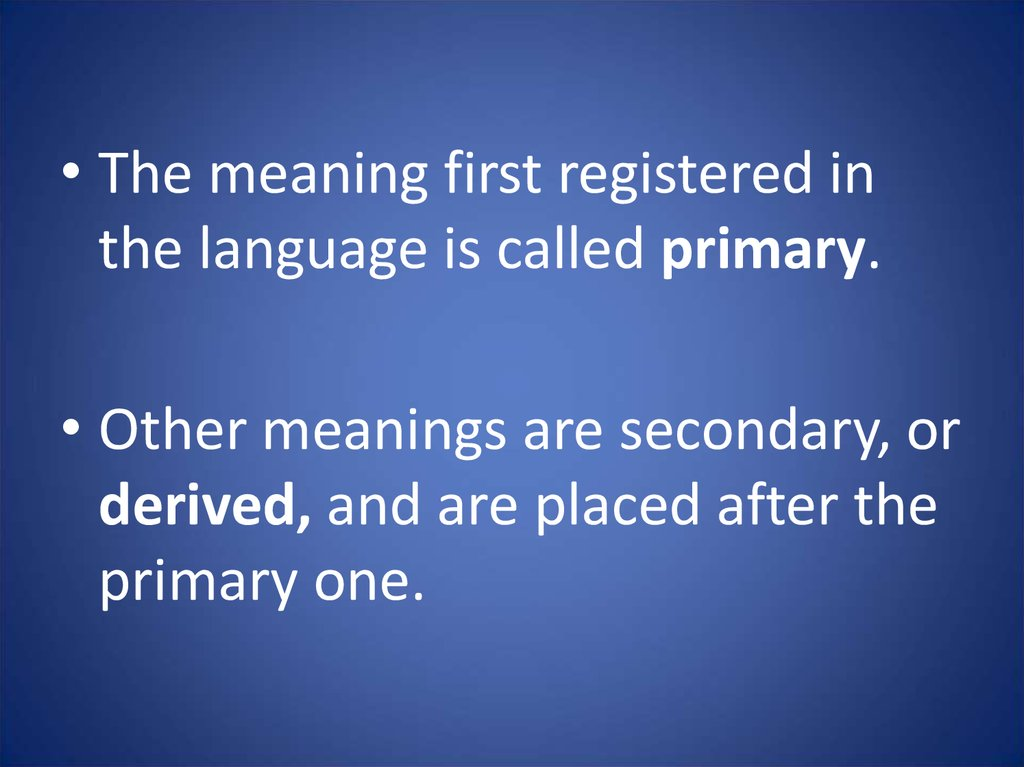 • The meaning first registered in
the language is called primary.
• Other meanings are secondary, or
derived, and are placed after the
primary one.